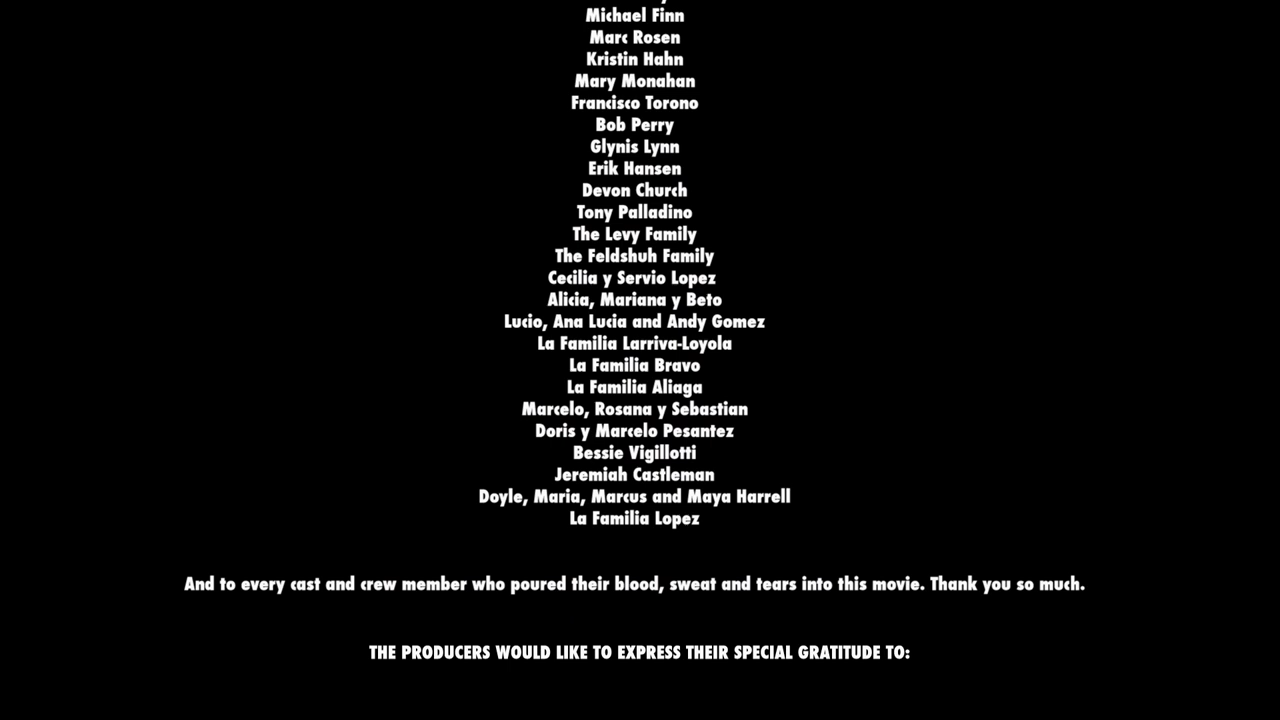 Michael Finn
Marc Rosen
Kristin Hahn
Mary Monahan
Francisco Torono
Bob Perry
Glynis Lynn
Erik Hansen
Devon Church
Tony Palladino
The Levy Family
The Feldshuh Family
Cecilia y Servio Lopez
Alicia, Mariana y Beto
Lucio, Ana Lucia and Andy Gomez
La Familia Larriva-Loyola
La Familia Bravo
La Familia Aliaga
Marcelo, Rosana y Sebastian
Doris y Marcelo Pesantez
Bessie Vigillotti
Jeremiah Castleman
Doyle, Maria, Marcus and Maya Harrell
La Familia Lopez
And to every cast and crew member who poured their blood, sweat and tears into this movie. Thank you so much.
THE PRODUCERS WOULD LIKE TO EXPRESS THEIR SPECIAL GRATITUDE TO: